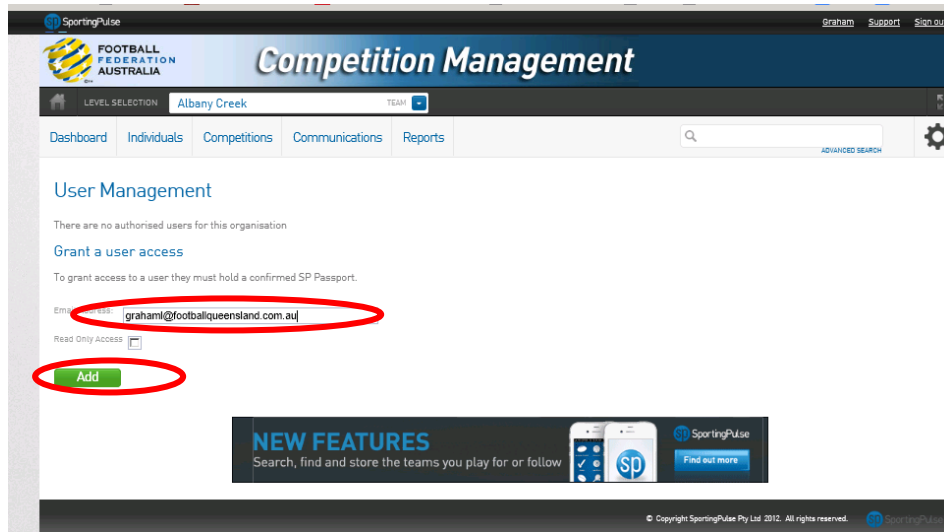 SportingPulse
Graham Support Sign out
FOOTBALL
FEDERATION
AUSTRALIA
Competition Management
LEVEL SELECTION Albany Creek TEAM
Dashboard Individuals Competitions Communications Reports
ADVANCED SEARCH
User Management
There are no authorised users for this organisation
Grant a user access
To grant access to a user they must hold a confirmed SP Passport.
Email Address: grahaml@footballqueensland.com.au
Read Only Access
Add
NEW FEATURES
Search, find and store the teams you play for or follow
sp
SportingPulse
Find out more
© Copyright SportingPulse Pty Ltd 2012. All rights reserved. SportingPulse